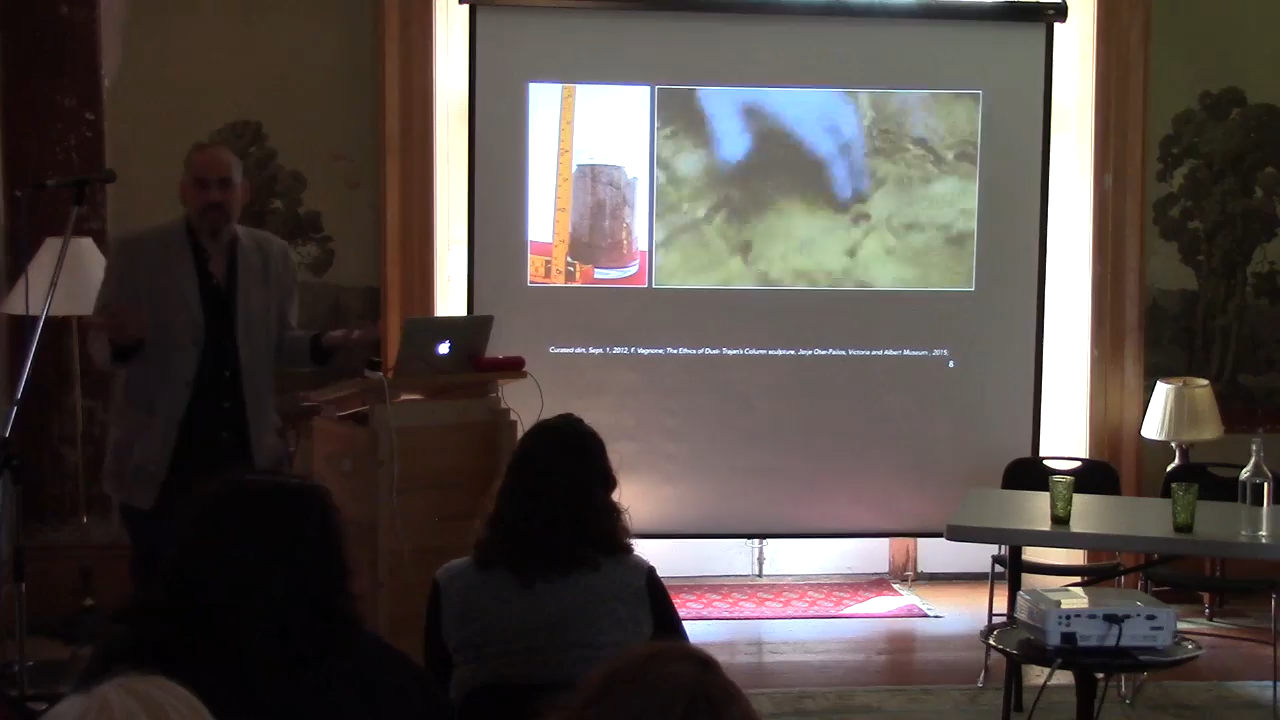 Curated dirt, Sept. 1, 2012, F. Vagnone; The Ethics of Dust- Trajan's Column sculpture, Jorge Oter-Pailos, Victoria and Albert Museum , 2015;
8